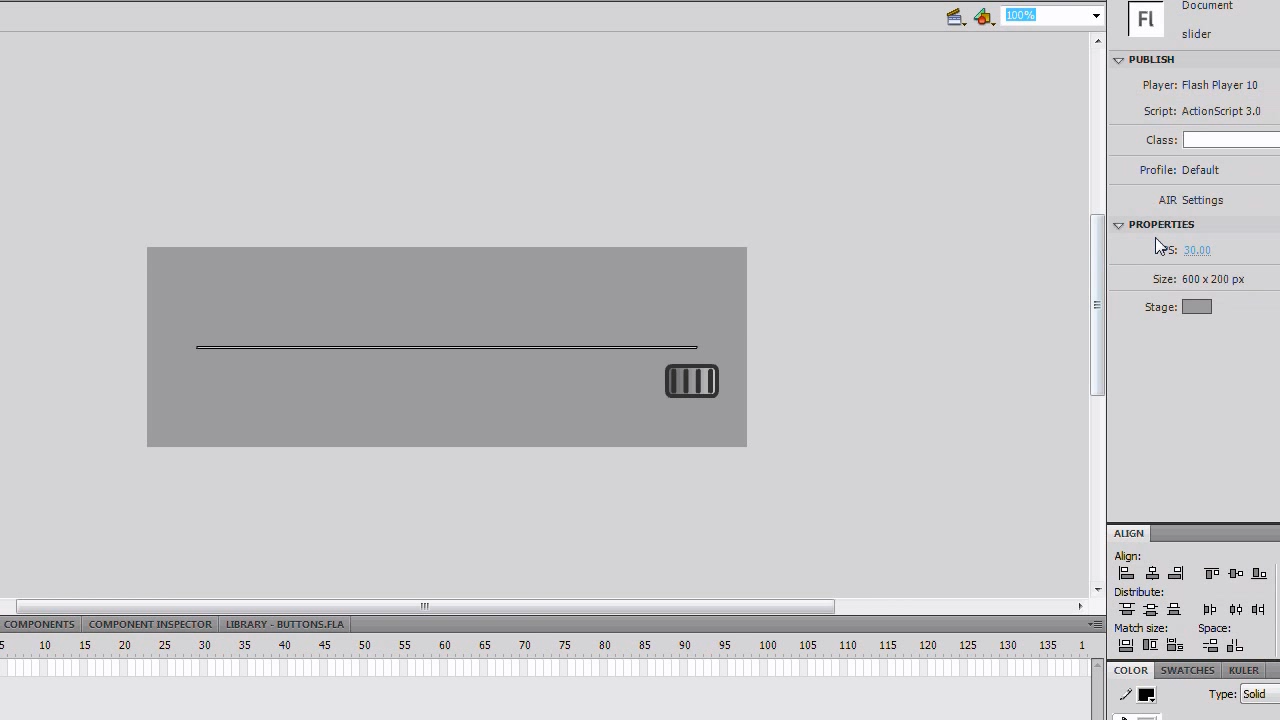 100%
Fl
Document
slider
PUBLISH
Player: Flash Player 10
Script: ActionScript 3.0
Class:
Profile: Default
AIR Settings
PROPERTIES
30.00
Size: 600 x 200 px
Stage:
ALIGN
Align:
Distribute:
Match size: Space:
COMPONENTS COMPONENT INSPECTOR LIBRARY - BUTTONS.FLA
5 10 15 20 25 30 35 40 45 50 55 60 65 70 75 80 85 90 95 100 105 110 115 120 125 130 135 1
COLOR SWATCHES KULER
Type: Solid